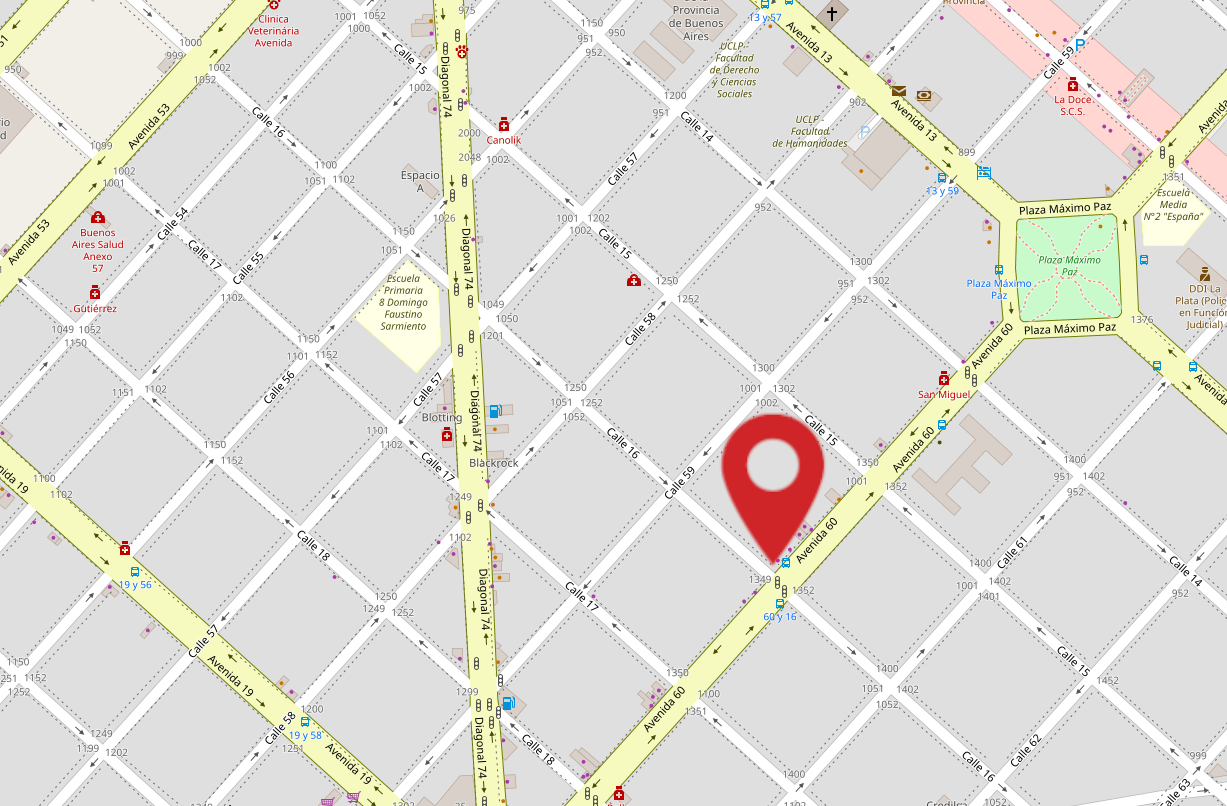 975
1001
1052
Clinica
Veterinária
Avenida
Provincia
de Buenos
Aires
13 y 57
1150
951
952
Avenida 13
Calle 59
La Doce
S.C.S.
UCLP-
Facultad
de Derecho
y Ciencias
Sociales
1000
1002
1052
950
Calle 15
1002
Diagonal 74
1200
951
902
Avenida 13
Calle 14
UCLP-
Facultad
de Humanidades
Avenida 53
Calle 16
Canolik
2000
2048
1002
899
1099
1002
1001
1100
1051
1102
Espacio
A
Calle 57
13 y 59
1351
Escuela
Media
N°2 "España"
Plaza Máximo Paz
952
1026
1001
1202
1002
Calle 54
Avenida 53
Buenos
Aires Salud
Anexo
57
Calle 17
Calle 55
1150
1051
Diagonal 74
Calle 15
Plaza Máximo
Paz
1300
951
1302
952
1250
1252
Plaza Máximo
Paz
DDI La
Plata (Polic
en Función
Judicial)
Gutiérrez
1102
Escuela
Primaria
8 Domingo
Faustino
Sarmiento
1049
1050
1201
Calle 58
1376
Plaza Máximo Paz
Avenida 60
1049
1052
1150
1101
1152
1150
1151
1102
Calle 56
Calle 57
Diagonal 74
1250
1051
1252
1052
1300
1001
1302
1002
San Miguel
Blotting
1101
1102
Calle 15
Calle 16
Avenida 60
1150
1152
Calle 17
Blackrock
Calle 59
1350
1001
1352
1400
951
1402
952
1100
1102
1249
1102
Avenida 60
Calle 18
Calle 61
19 y 56
1349
1352
1400
1401
1002
Calle 14
952
60 y 16
Calle 17
Diagonal 74
1250
1249
1252
Calle 57
Avenida 19
Calle 15
1150
1251
1152
1350
1100
1351
Avenida 60
1400
1051
1402
1052
1452
1299
1200
Calle 58
19 y 58
1251
Avenida 19
1249
1199
1202
Diagonal 74
Calle 18
Calle 62
Calle 16
999
1400
1052
Calle 63